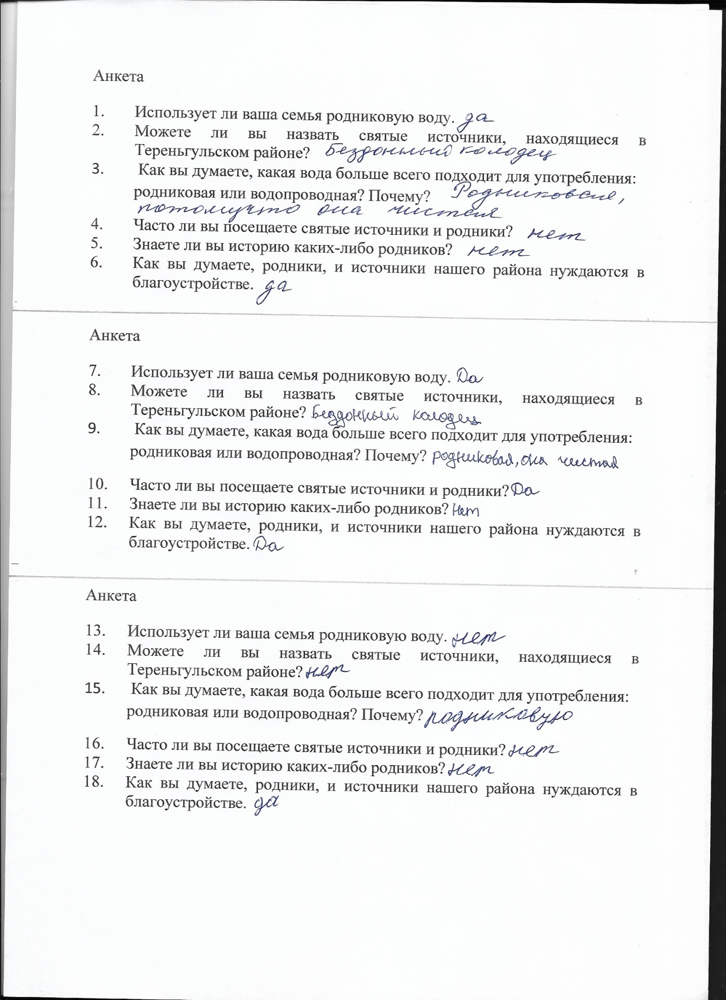 Анкета
1. Использует ли ваша семья родниковую воду. да
2. Можете ли вы назвать святые источники, находящиеся в
Тереньгульском районе? Бездонный колодец
3. Как вы думаете, какая вода больше всего подходит для употребления:
родниковая или водопроводная? Почему? Родниковая,
потомучто она чистая
4. Часто ли вы посещаете святые источники и родники? нет
5. Знаете ли вы историю каких-либо родников? нет
6. Как вы думаете, родники, и источники нашего района нуждаются в
благоустройстве. да
Анкета
7. Использует ли ваша семья родниковую воду. Да
8. Можете ли вы назвать святые источники, находящиеся в
Тереньгульском районе? Бездонный колодец
9. Как вы думаете, какая вода больше всего подходит для употребления:
родниковая или водопроводная? Почему? родниковая, она чистая
10. Часто ли вы посещаете святые источники и родники? Да
11. Знаете ли вы историю каких-либо родников? Нет
12. Как вы думаете, родники, и источники нашего района нуждаются в
благоустройстве. Да
Анкета
13. Использует ли ваша семья родниковую воду. нет
14. Можете ли вы назвать святые источники, находящиеся в
Тереньгульском районе? нет
15. Как вы думаете, какая вода больше всего подходит для употребления:
родниковая или водопроводная? Почему? родниковую
16. Часто ли вы посещаете святые источники и родники? нет
17. Знаете ли вы историю каких-либо родников? нет
18. Как вы думаете, родники, и источники нашего района нуждаются в
благоустройстве. да